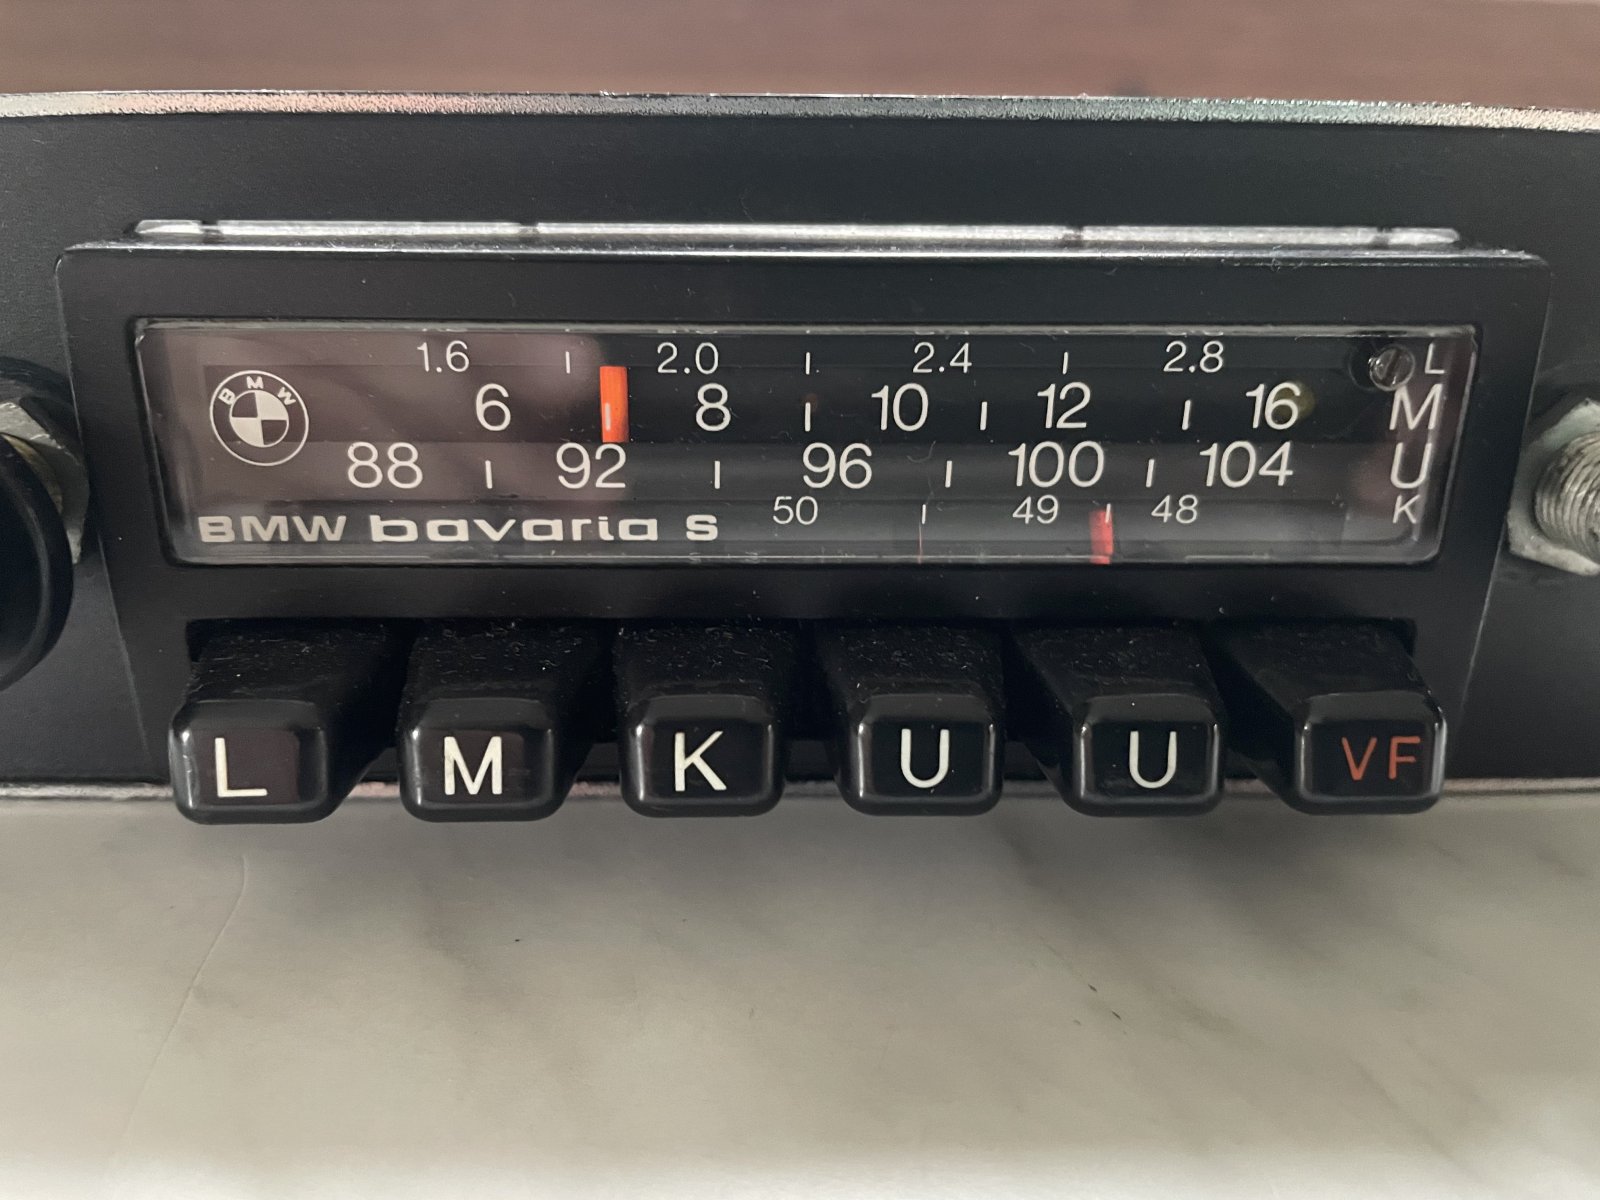 1.6 2.0 2.4 2.8 L
BMW
6 8 10 12 16 M
88 92 96 100 104 U
50 49 48 K
BMW bavaria S
L M K U U VF